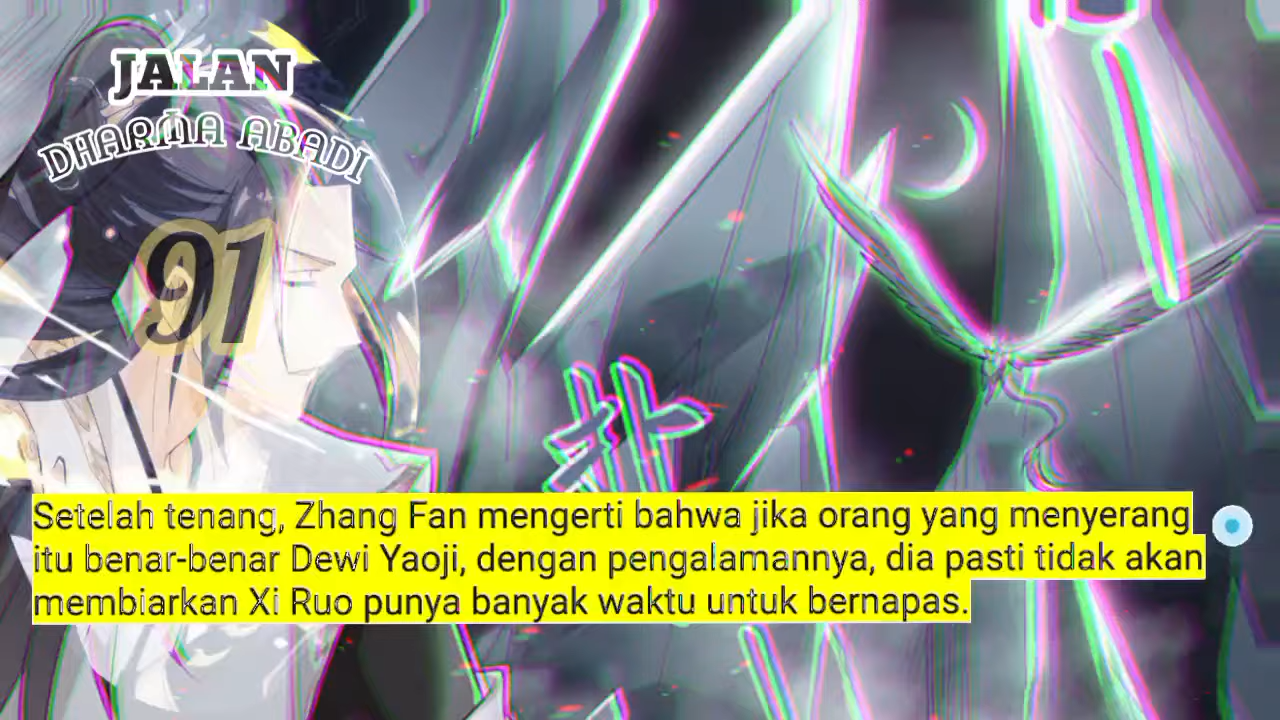 JALAN
DHARMA ABADI
91
扑
Setelah tenang, Zhang Fan mengerti bahwa jika orang yang menyerang
itu benar-benar Dewi Yaoji, dengan pengalamannya, dia pasti tidak akan
membiarkan Xi Ruo punya banyak waktu untuk bernapas.